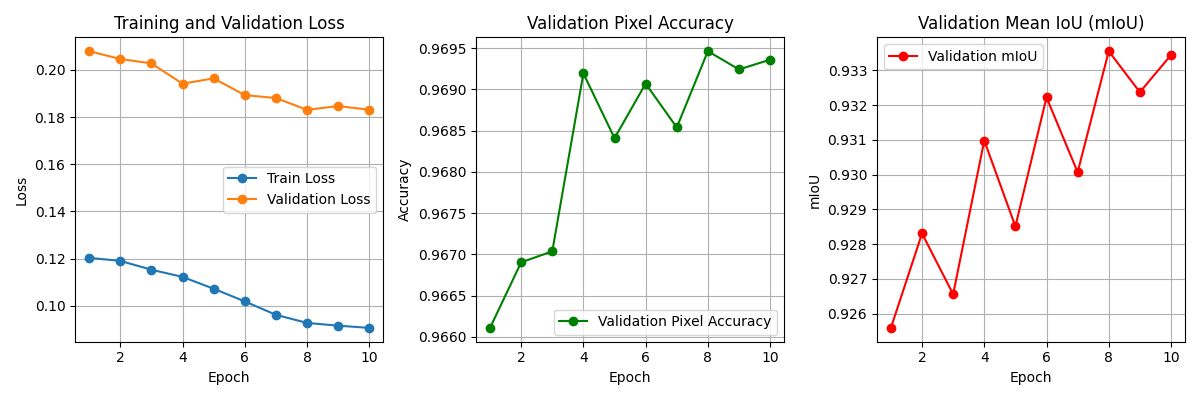 Training and Validation Loss
0.20
0.18
0.16
0.14
0.12
0.10
Loss
Train Loss
Validation Loss
2 4 6 8 10
Epoch
Validation Pixel Accuracy
0.9695
0.9690
0.9685
0.9680
0.9675
0.9670
0.9665
0.9660
Accuracy
Validation Pixel Accuracy
2 4 6 8 10
Epoch
Validation Mean IoU (mIoU)
Validation mIoU
0.933
0.932
0.931
0.930
0.929
0.928
0.927
0.926
mIoU
2 4 6 8 10
Epoch